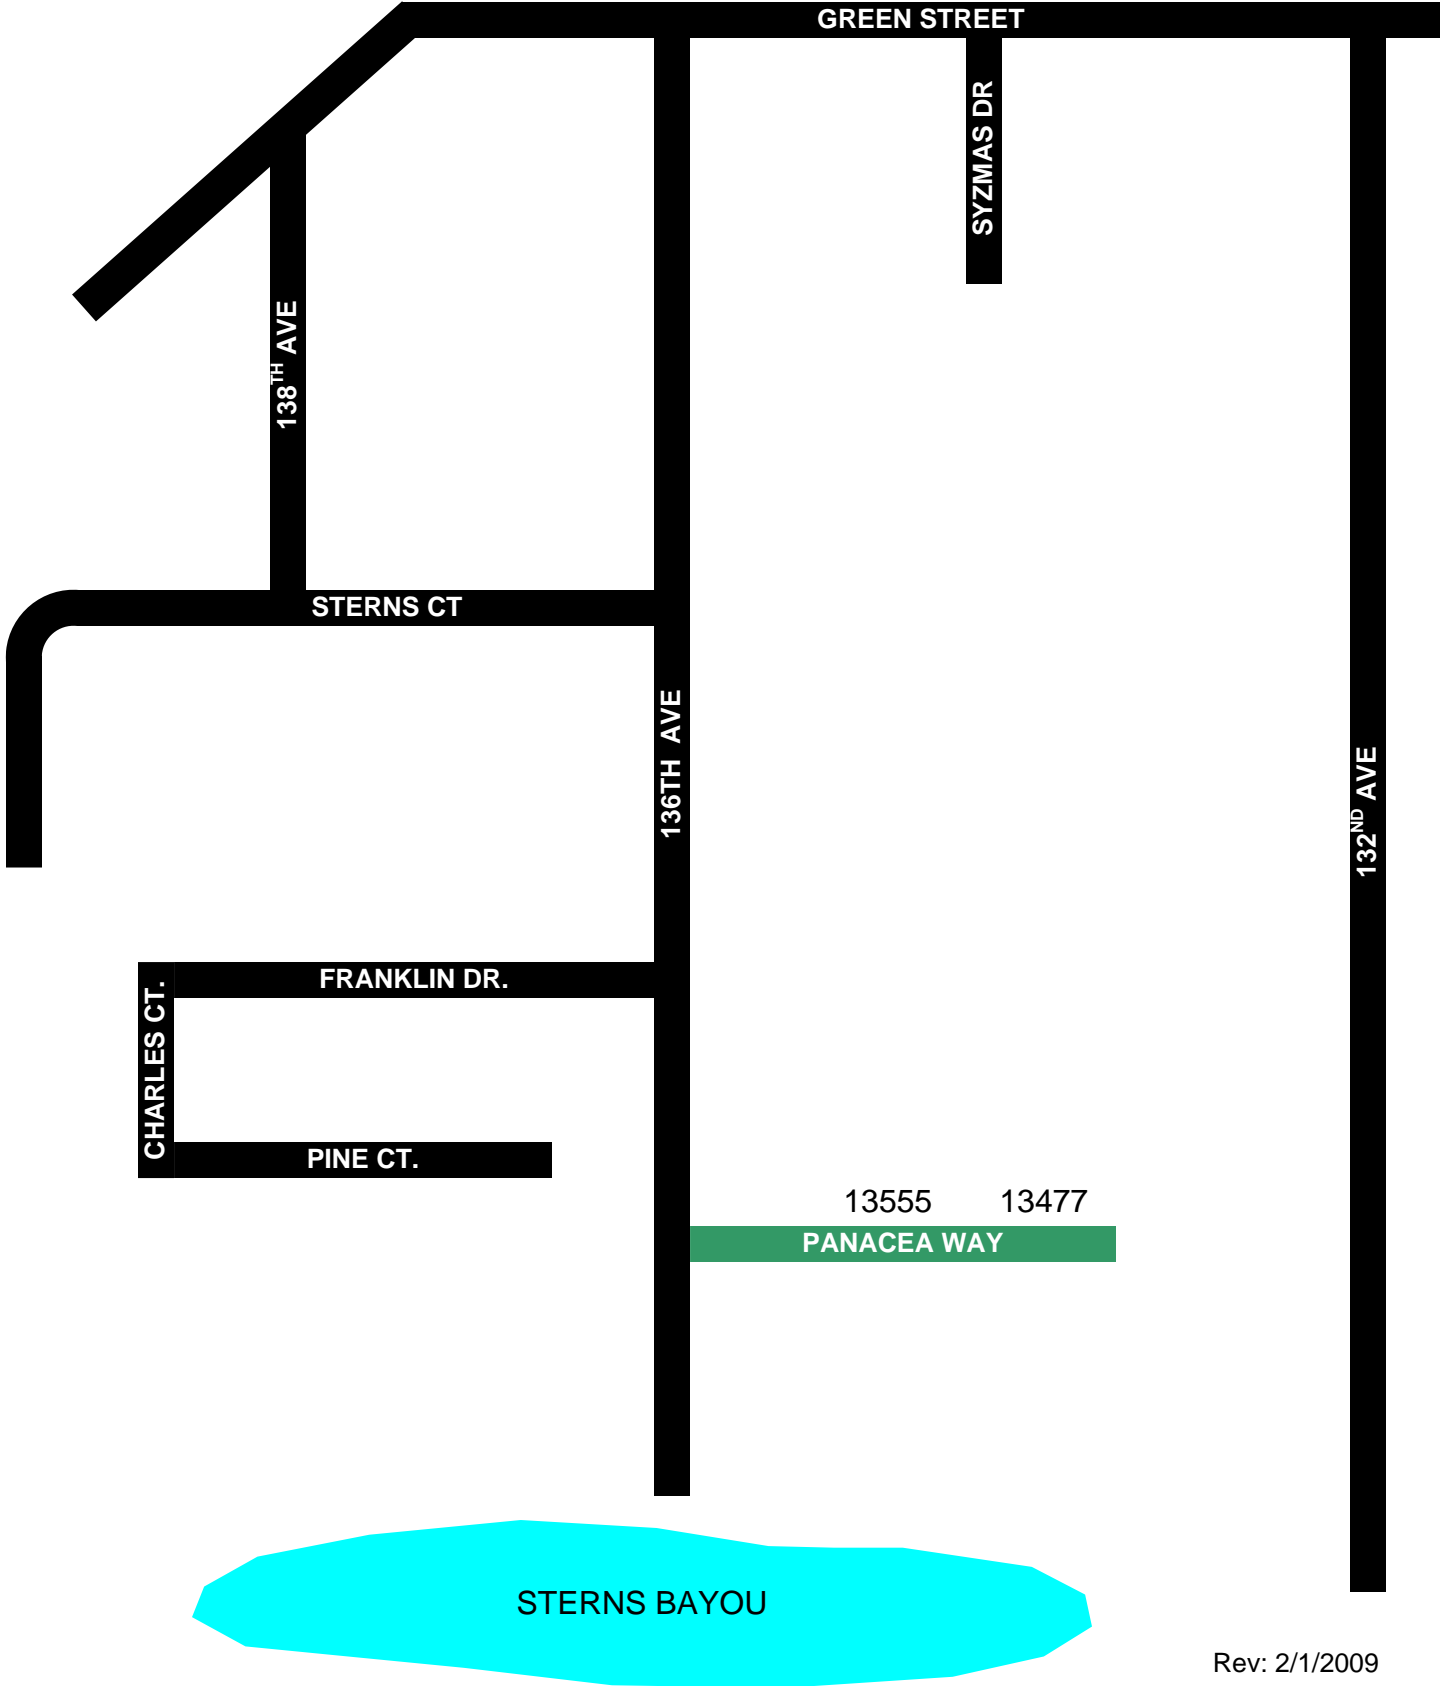 GREEN STREET
SYZMAS DR
138TH AVE
STERNS CT
136TH AVE
132ND AVE
FRANKLIN DR.
CHARLES CT.
PINE CT.
13555 13477
PANACEA WAY
STERNS BAYOU
Rev: 2/1/2009